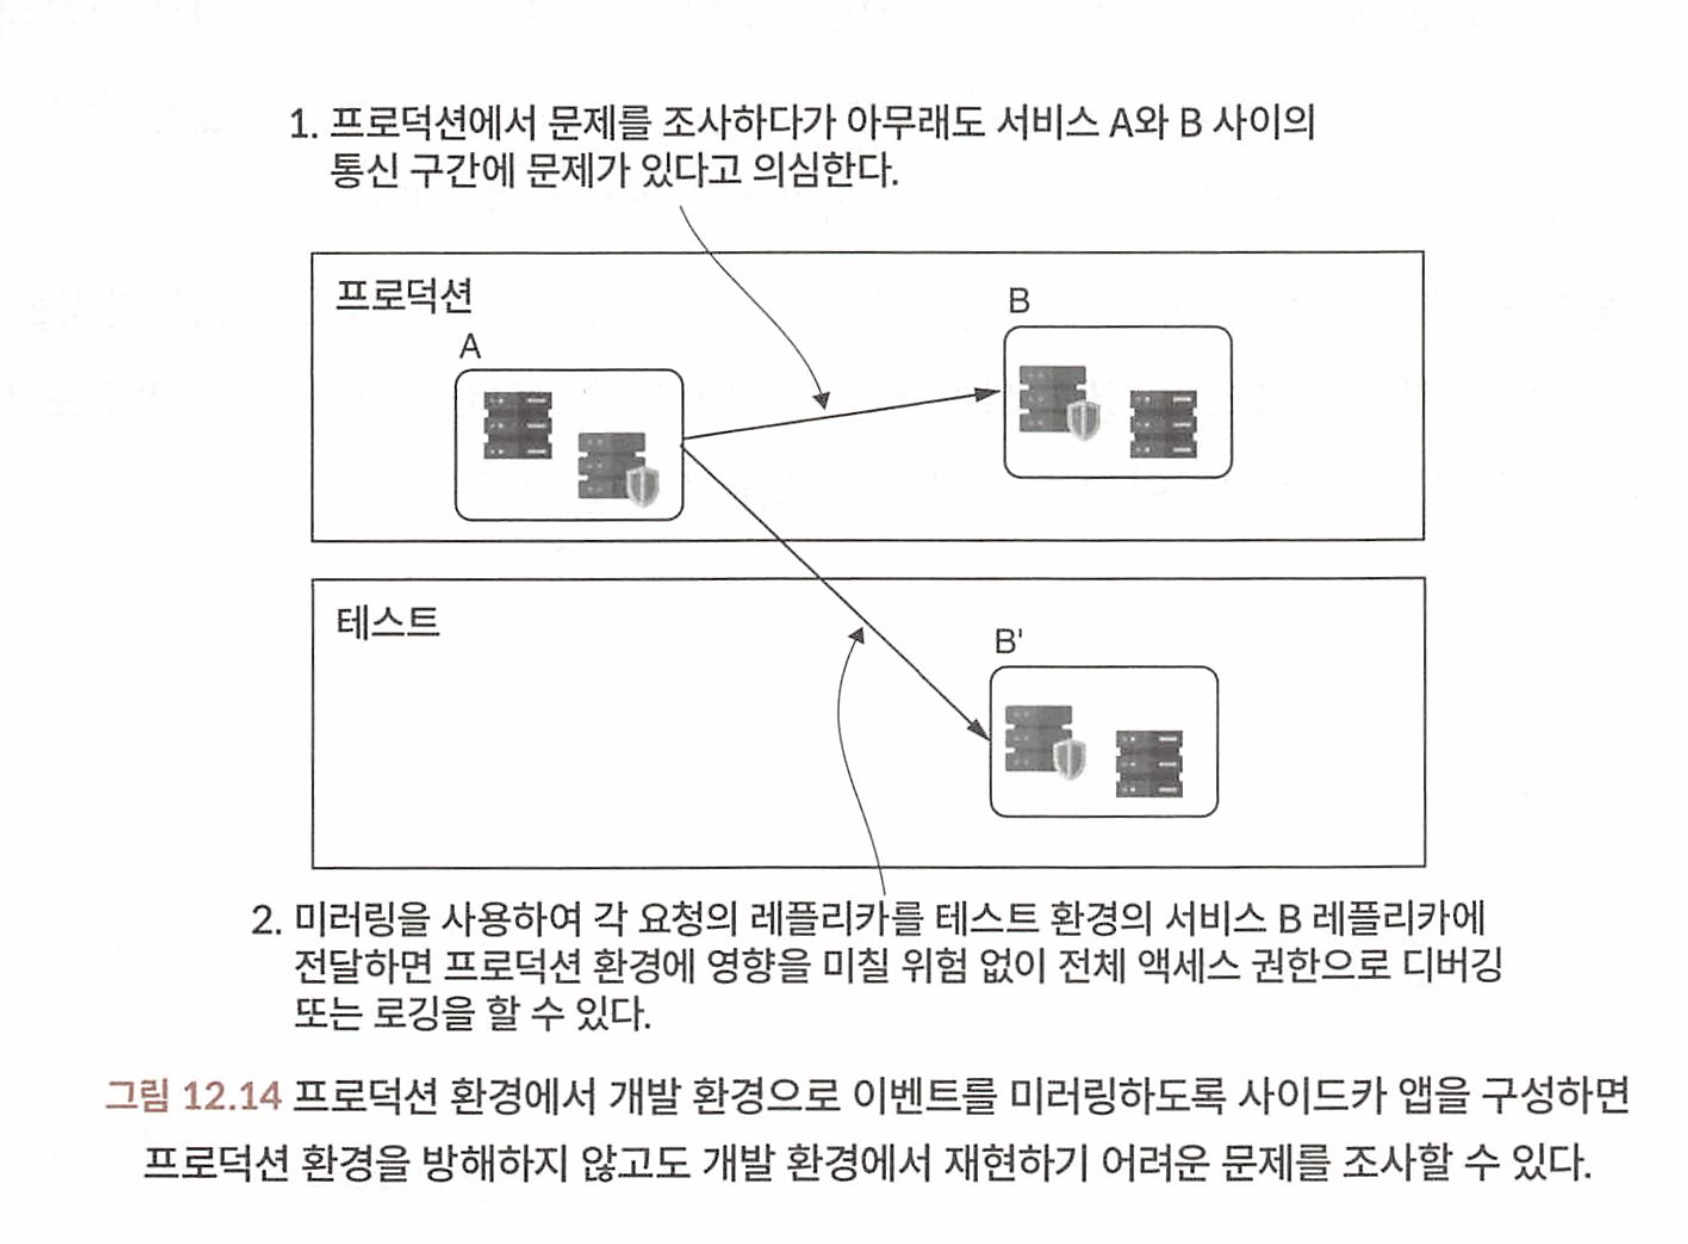 1. 프로덕션에서 문제를 조사하다가 아무래도 서비스 A와 B 사이의
통신 구간에 문제가 있다고 의심한다.
프로덕션
B
A
테스트
B'
2. 미러링을 사용하여 각 요청의 레플리카를 테스트 환경의 서비스 B 레플리카에
전달하면 프로덕션 환경에 영향을 미칠 위험 없이 전체 액세스 권한으로 디버깅
또는 로깅을 할 수 있다.
그림 12.14 프로덕션 환경에서 개발 환경으로 이벤트를 미러링하도록 사이드카 앱을 구성하면
프로덕션 환경을 방해하지 않고도 개발 환경에서 재현하기 어려운 문제를 조사할 수 있다.